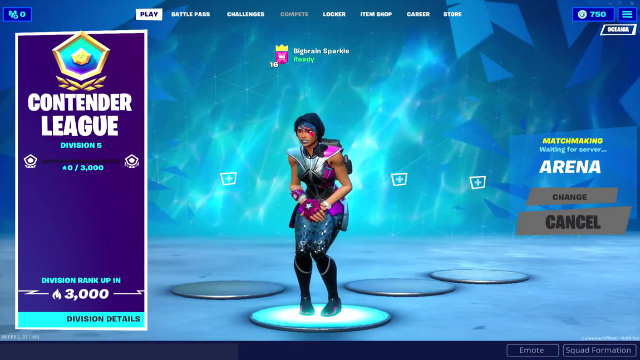 0
PLAY
BATTLE PASS
CHALLENGES
COMPETE
LOCKER
ITEM SHOP
CAREER
STORE
750
OCEANIA
CONTENDER
LEAGUE
DIVISION 5
0 / 3,000
DIVISION RANK UP IN
3,000
DIVISION DETAILS
16
Bigbrain Sparkle
Ready
MATCHMAKING
Waiting for server...
ARENA
CHANGE
CANCEL
Emote
Squad Formation